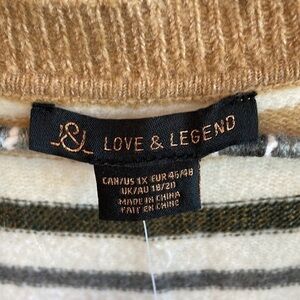 L&L LOVE & LEGEND
CAN/US 1X EUR 46/48
UK/AU 18/20
MADE IN CHINA
FAIT EN CHINE